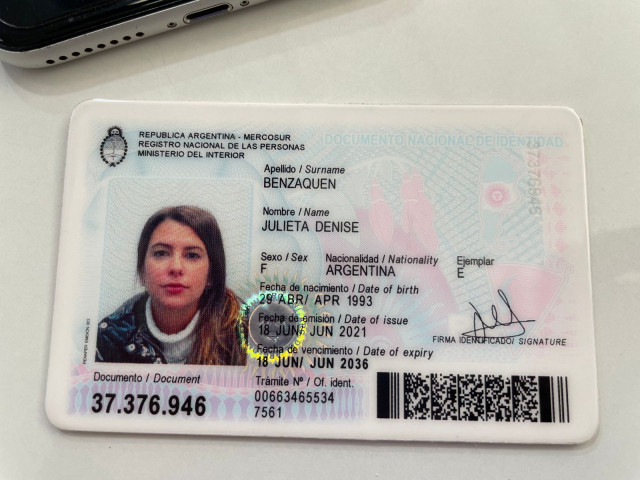 REPUBLICA ARGENTINA - MERCOSUR
REGISTRO NACIONAL DE LAS PERSONAS
MINISTERIO DEL INTERIOR
DOCUMENTO NACIONAL DE IDENTIDAD
Apellido / Surname
BENZAQUEN
Nombre / Name
JULIETA DENISE
Sexo / Sex Nacionalidad / Nationality Ejemplar
F ARGENTINA E
Fecha de nacimiento / Date of birth
29 ABR/ APR 1993
Fecha de emisión / Date of issue
18 JUN/ JUN 2021
FIRMA IDENTIFICADO/ SIGNATURE
Fecha de vencimiento / Date of expiry
18 JUN/ JUN 2036
Documento / Document
37.376.946
Trámite Nº / Of. ident.
00663465534
7561